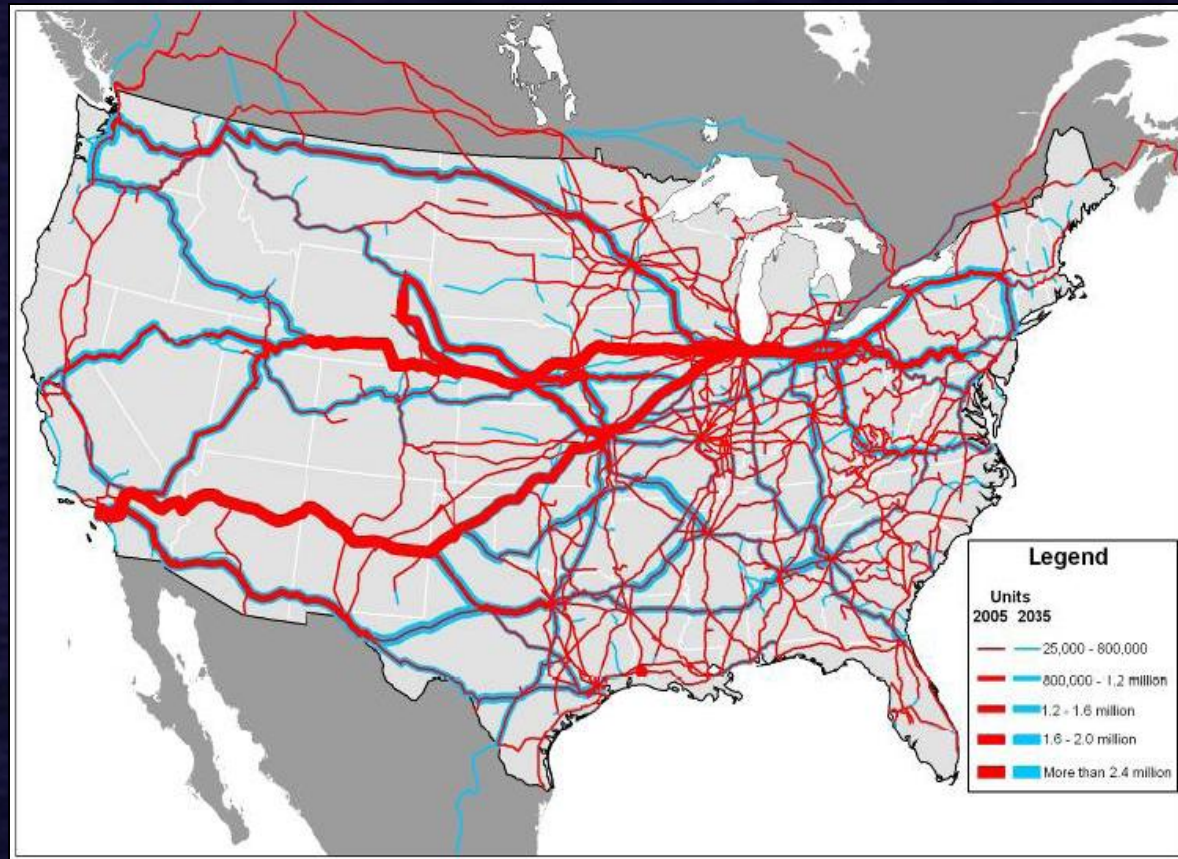 Legend
Units
2005 2035
25,000 - 800,000
800,000 - 1.2 million
1.2 - 1.6 million
1.6 - 2.0 million
More than 2.4 million